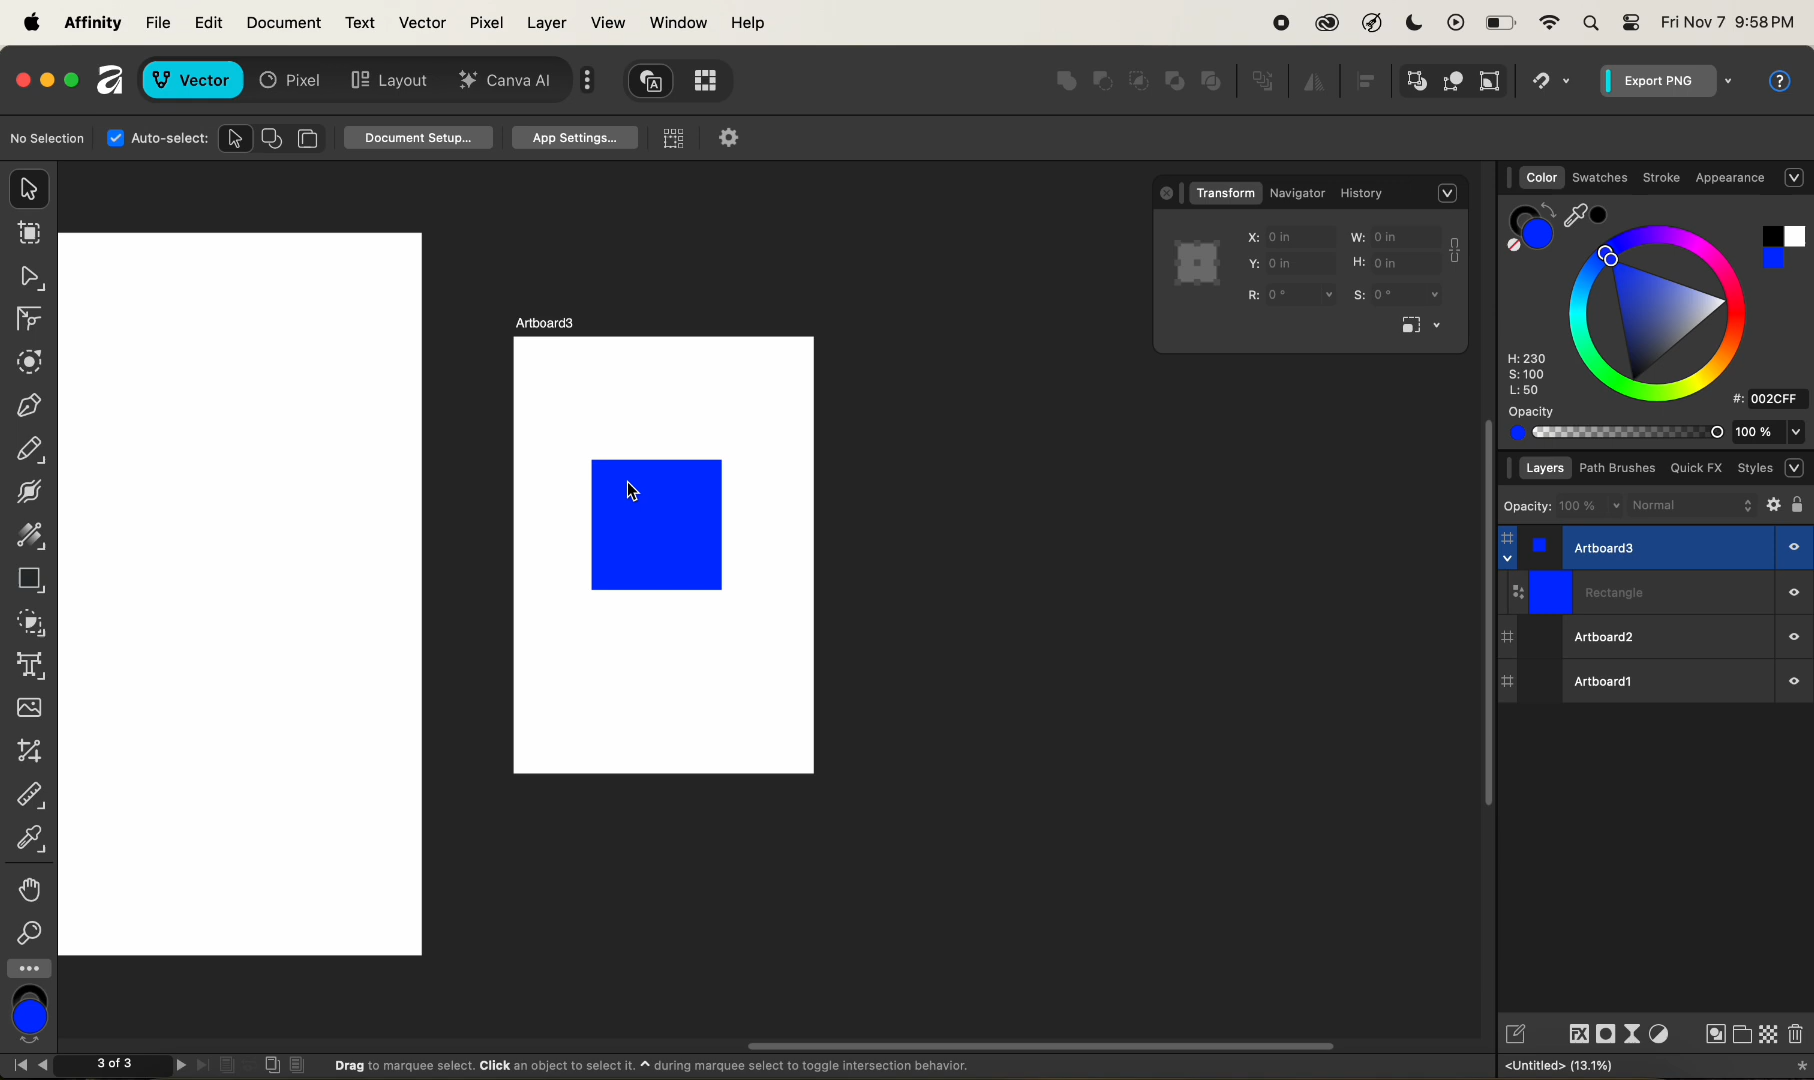 Affinity File Edit Document Text Vector Pixel Layer View Window Help Fri Nov 7 9:58 PM
Vector Pixel Layout Canva AI Export PNG ?
No Selection Auto-select: Document Setup... App Settings...
Transform Navigator History
X: 0 in W: 0 in
Y: 0 in H: 0 in
R: 0 ° S: 0 °
Artboard3
Color Swatches Stroke Appearance
H: 230
S: 100
L: 50
#: 002CFF
Opacity
100 %
Layers Path Brushes Quick FX Styles
Opacity: 100 % Normal
Artboard3
Rectangle
Artboard2
Artboard1
FX
3 of 3 Drag to marquee select. Click an object to select it. ^ during marquee select to toggle intersection behavior. <Untitled> (13.1%) *